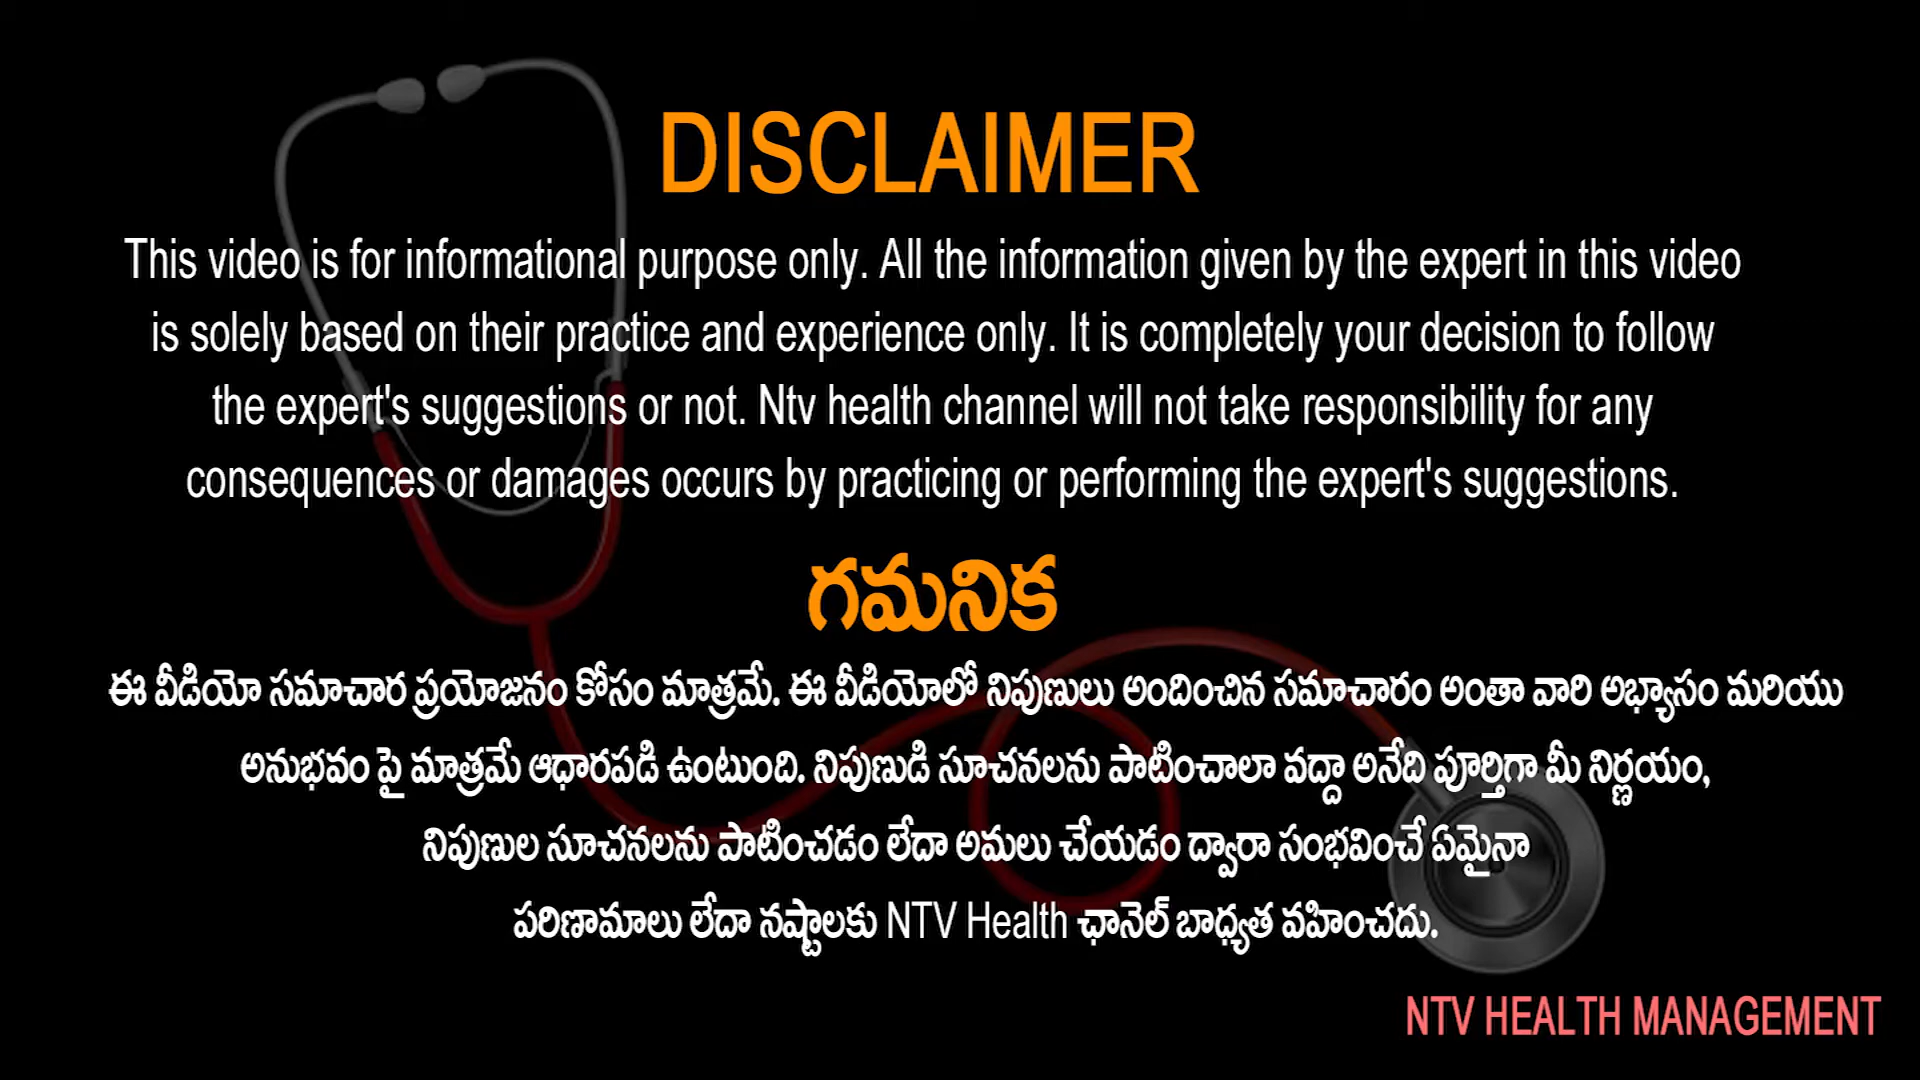 DISCLAIMER
This video is for informational purpose only. All the information given by the expert in this video
is solely based on their practice and experience only. It is completely your decision to follow
the expert's suggestions or not. Ntv health channel will not take responsibility for any
consequences or damages occurs by practicing or performing the expert's suggestions.
గమనిక
ఈ వీడియో సమాచార ప్రయోజనం కోసం మాత్రమే. ఈ వీడియోలో నిపుణులు అందించిన సమాచారం అంతా వారి అభ్యాసం మరియు
అనుభవం పై మాత్రమే ఆధారపడి ఉంటుంది. నిపుణుడి సూచనలను పాటించాలా వద్దా అనేది పూర్తిగా మీ నిర్ణయం,
నిపుణుల సూచనలను పాటించడం లేదా అమలు చేయడం ద్వారా సంభవించే ఏమైనా
పరిణామాలు లేదా నష్టాలకు NTV Health ఛానెల్ బాధ్యత వహించదు.
NTV HEALTH MANAGEMENT